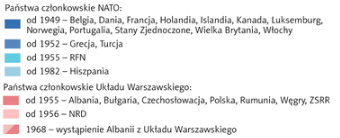 Państwa członkowskie NATO:
od 1949 – Belgia, Dania, Francja, Holandia, Islandia, Kanada, Luksemburg,
Norwegia, Portugalia, Stany Zjednoczone, Wielka Brytania, Włochy
od 1952 – Grecja, Turcja
od 1955 – RFN
od 1982 – Hiszpania
Państwa członkowskie Układu Warszawskiego:
od 1955 – Albania, Bułgaria, Czechosłowacja, Polska, Rumunia, Węgry, ZSRR
od 1956 – NRD
1968 – wystąpienie Albanii z Układu Warszawskiego